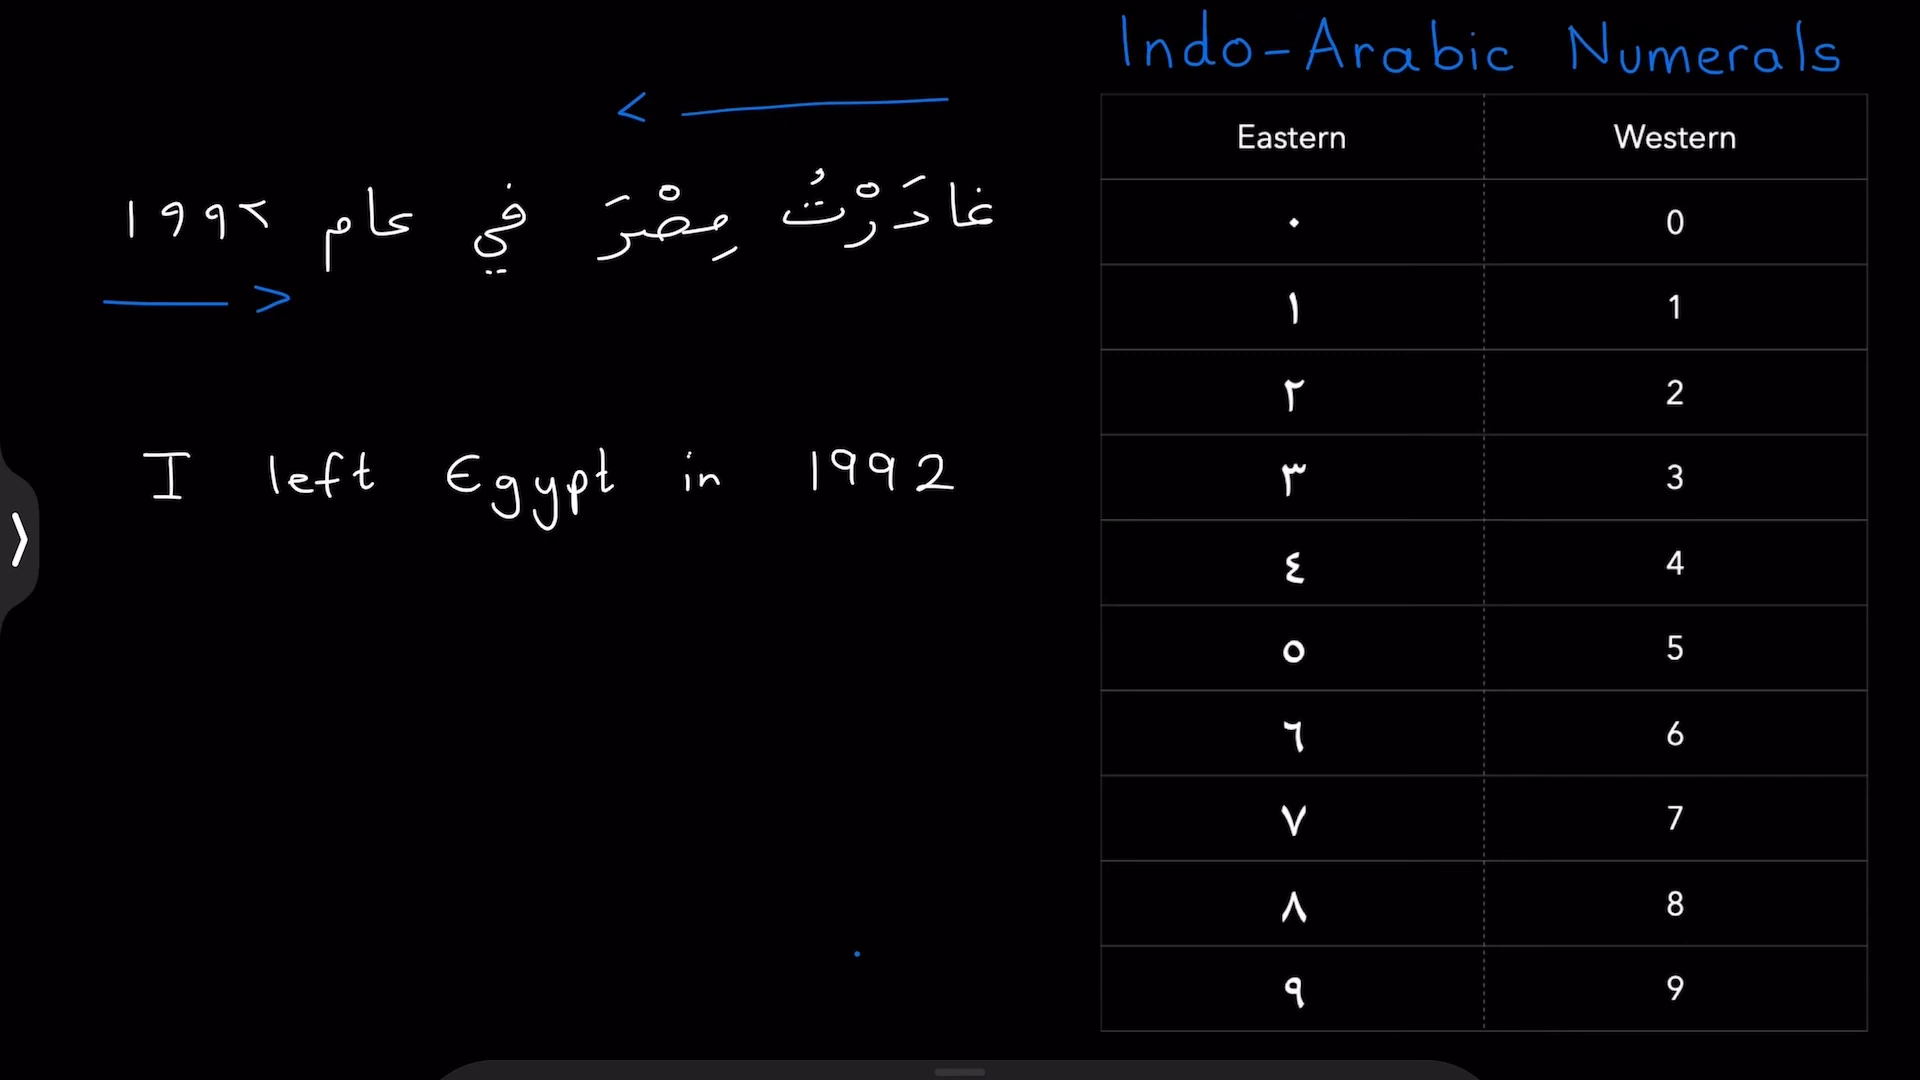 غادَرْتُ مِصْرَ في عام ١٩٩٢
I left Egypt in 1992
Indo-Arabic Numerals
Eastern Western
٠ 0
١ 1
٢ 2
٣ 3
٤ 4
٥ 5
٦ 6
٧ 7
٨ 8
٩ 9